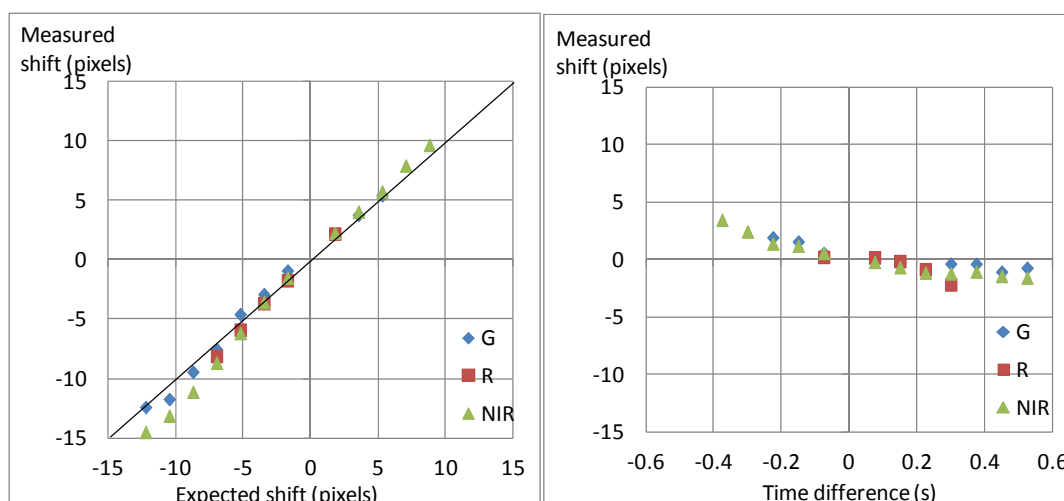 Measured
shift (pixels)
15
10
5
0
-5
-10
-15
-15
-10
-5
0
5
10
15
Expected shift (pixels)
G
R
NIR
Measured
shift (pixels)
15
10
5
0
-5
-10
-15
-0.6
-0.4
-0.2
0
0.2
0.4
0.6
Time difference (s)
G
R
NIR